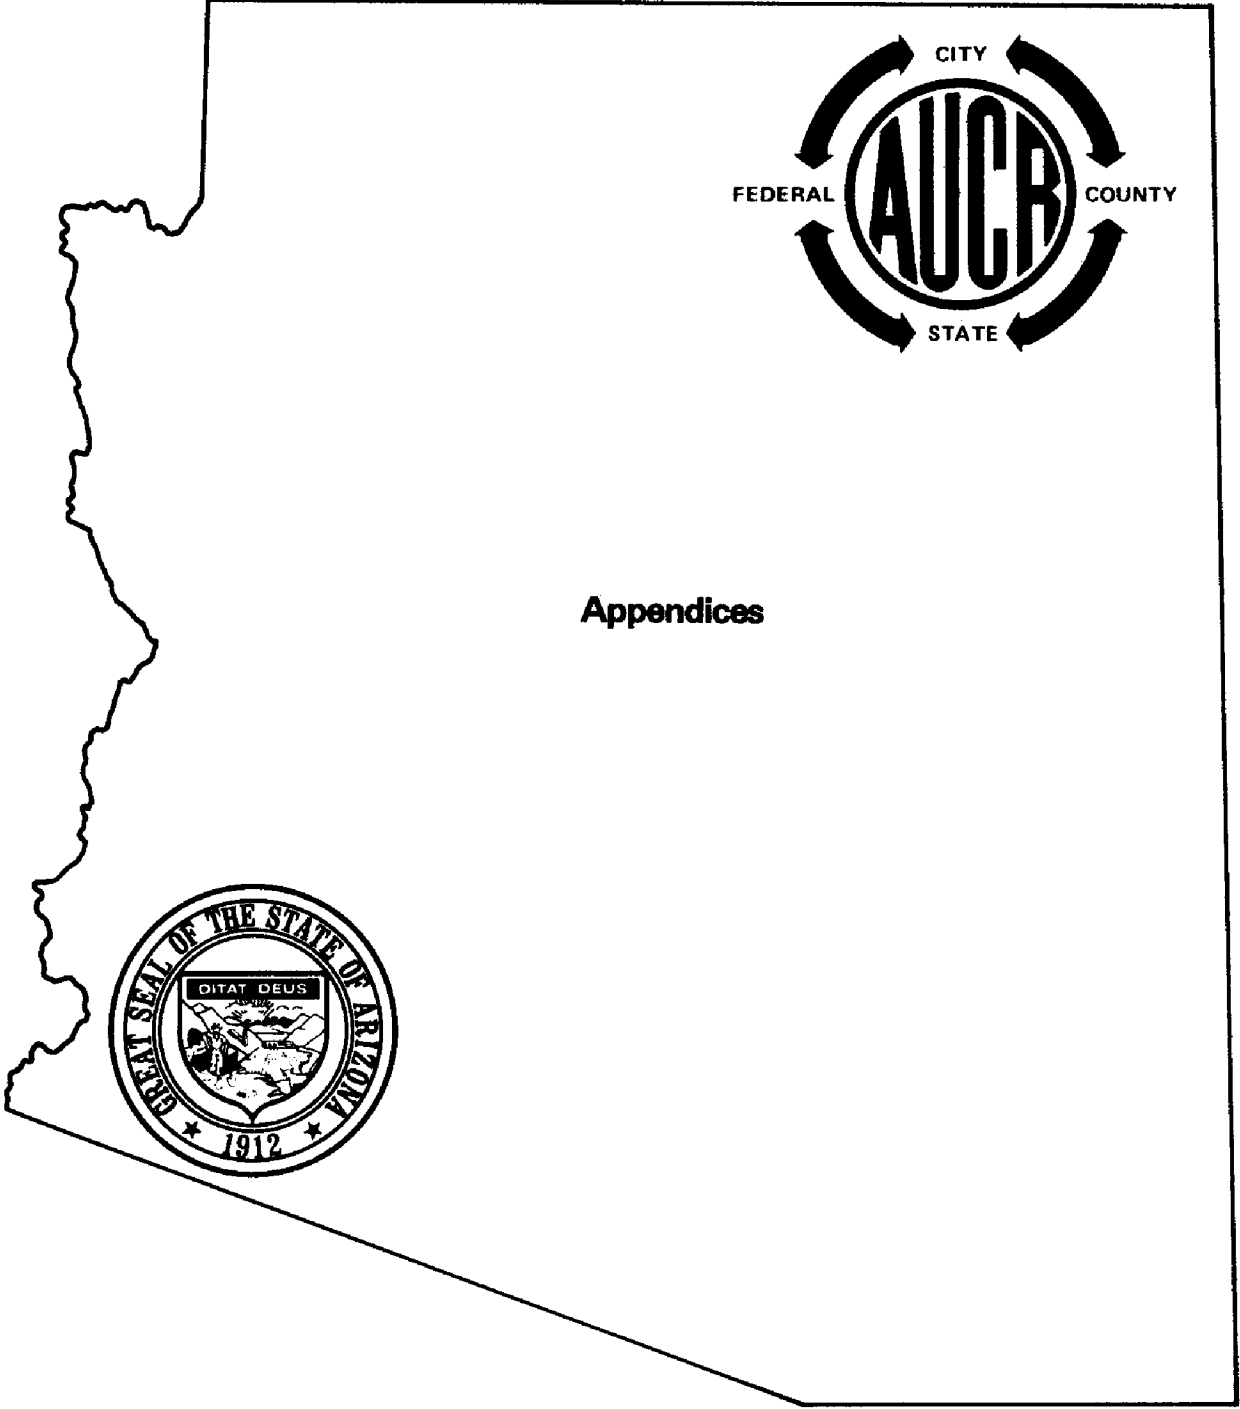 CITY
AUCR
FEDERAL
COUNTY
STATE
Appendices
GREAT SEAL OF THE STATE OF ARIZONA
DITAT DEUS
1912